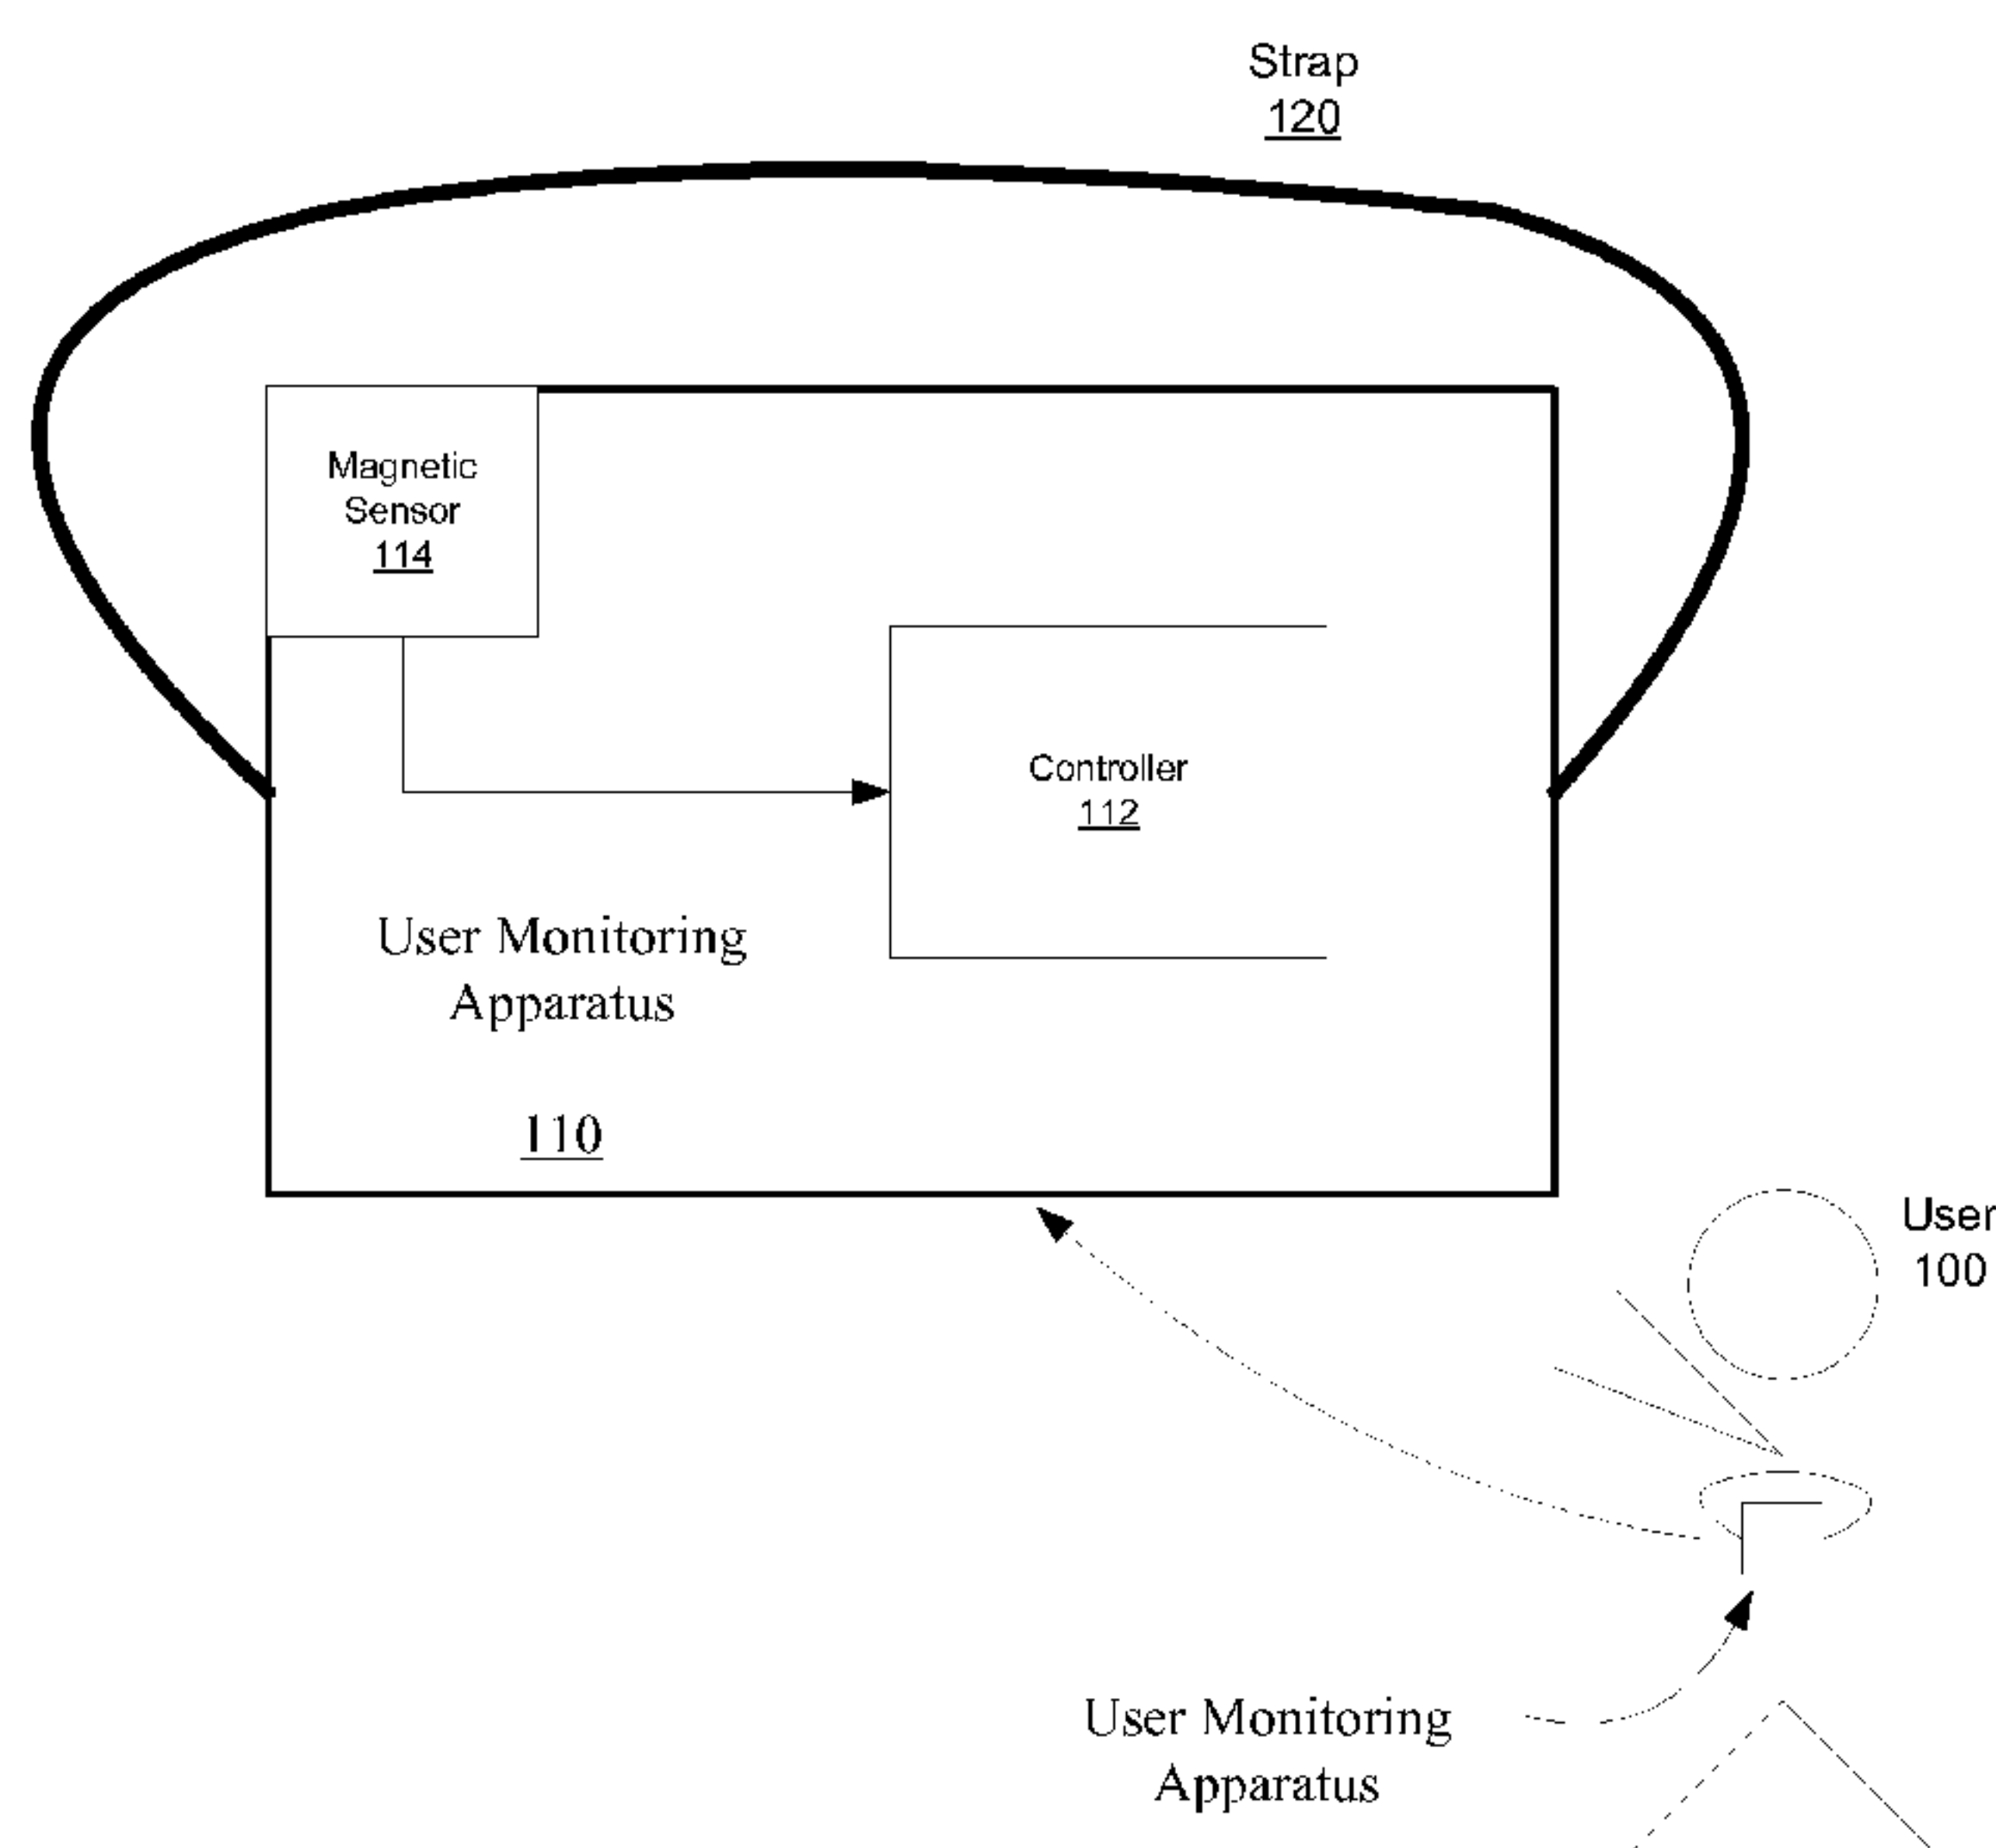 Strap
120
Magnetic
Sensor
114
Controller
112
User Monitoring
Apparatus
110
User
100
User Monitoring
Apparatus